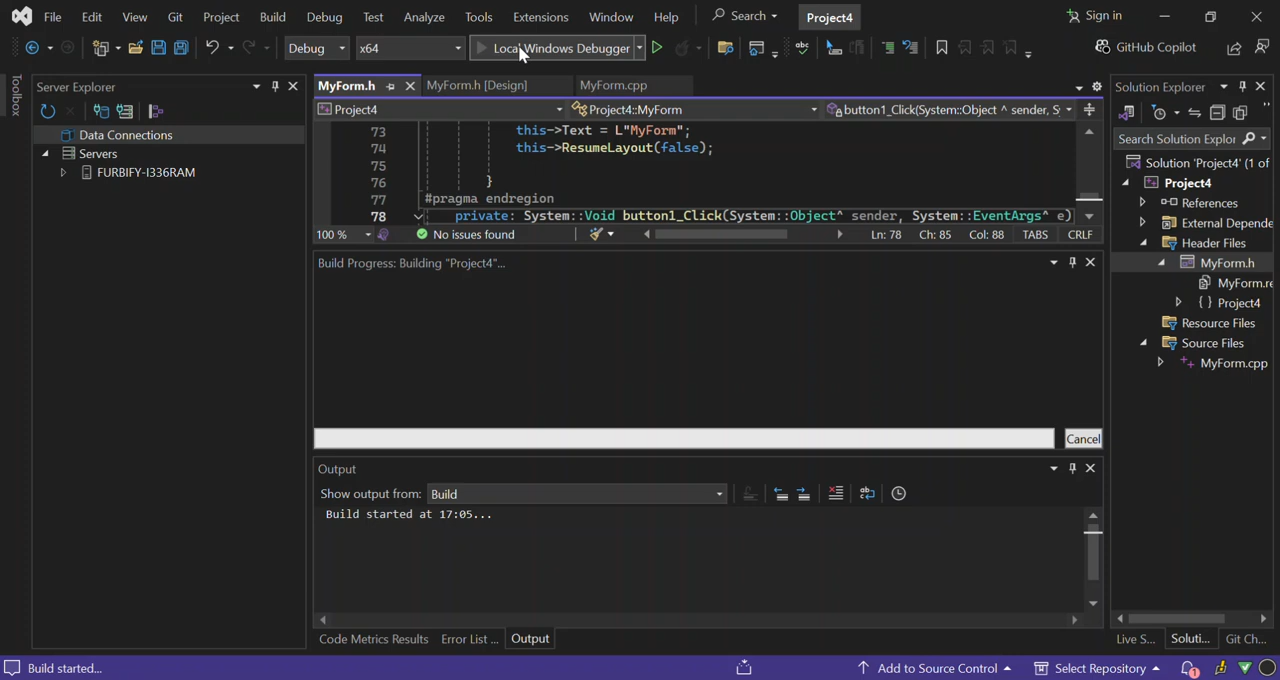 File Edit View Git Project Build Debug Test Analyze Tools Extensions Window Help Search Project4 Sign in
Debug x64 Local Windows Debugger GitHub Copilot
Toolbox
Server Explorer
Data Connections
Servers
FURBIFY-I336RAM
MyForm.h MyForm.h [Design] MyForm.cpp
Project4 Project4::MyForm button1_Click(System::Object ^ sender, S
73 this->Text = L"MyForm";
74 this->ResumeLayout(false);
75
76 }
77 #pragma endregion
78 private: System::Void button1_Click(System::Object^ sender, System::EventArgs^ e)
100 % No issues found Ln: 78 Ch: 85 Col: 88 TABS CRLF
Build Progress: Building "Project4"...
Cancel
Output
Show output from: Build
Build started at 17:05...
Code Metrics Results Error List ... Output
Solution Explorer
Search Solution Explor
Solution 'Project4' (1 of
Project4
References
External Depende
Header Files
MyForm.h
MyForm.re
{ } Project4
Resource Files
Source Files
MyForm.cpp
Live S... Soluti... Git Ch...
Build started... Add to Source Control Select Repository 1